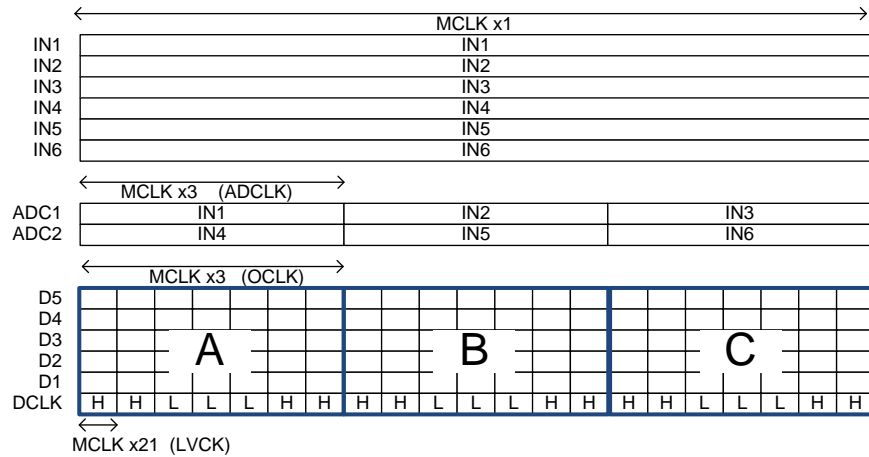 MCLK x1
IN1 IN1
IN2 IN2
IN3 IN3
IN4 IN4
IN5 IN5
IN6 IN6
MCLK x3 (ADCLK)
ADC1 IN1 IN2 IN3
ADC2 IN4 IN5 IN6
MCLK x3 (OCLK)
D5
D4
D3 A B C
D2
D1
DCLK H H L L L H H H H L L L H H H H L L L H H
MCLK x21 (LVCK)